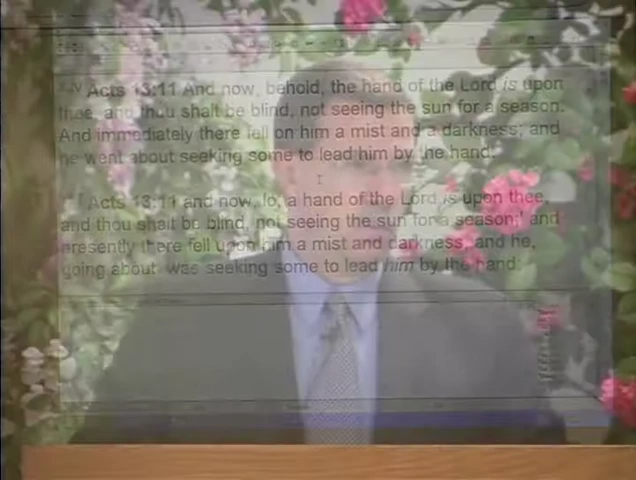 Acts 13:11 And now, behold, the hand of the Lord is upon
thee, and thou shalt be blind, not seeing the sun for a season.
And immediately there fell on him a mist and a darkness; and
he went about seeking some to lead him by the hand.
Acts 13:11 and now, lo, a hand of the Lord is upon thee,
and thou shalt be blind, not seeing the sun for a season;' and
presently there fell upon him a mist and darkness, and he,
going about, was seeking some to lead him by the hand;